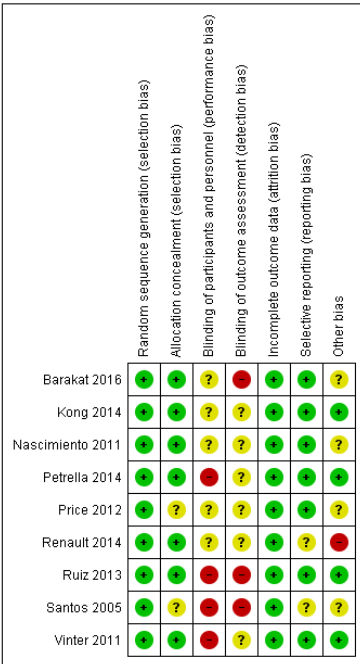 Random sequence generation (selection bias)
Allocation concealment (selection bias)
Blinding of participants and personnel (performance bias)
Blinding of outcome assessment (detection bias)
Incomplete outcome data (attrition bias)
Selective reporting (reporting bias)
Other bias
Barakat 2016 + + ? - + + ?
Kong 2014 + + ? ? + + +
Nascimiento 2011 + + ? ? + + ?
Petrella 2014 + + - ? + + +
Price 2012 + ? ? ? + + ?
Renault 2014 + + ? ? + ? -
Ruiz 2013 + + - - + + +
Santos 2005 + ? - - + ? ?
Vinter 2011 + + - ? + + +